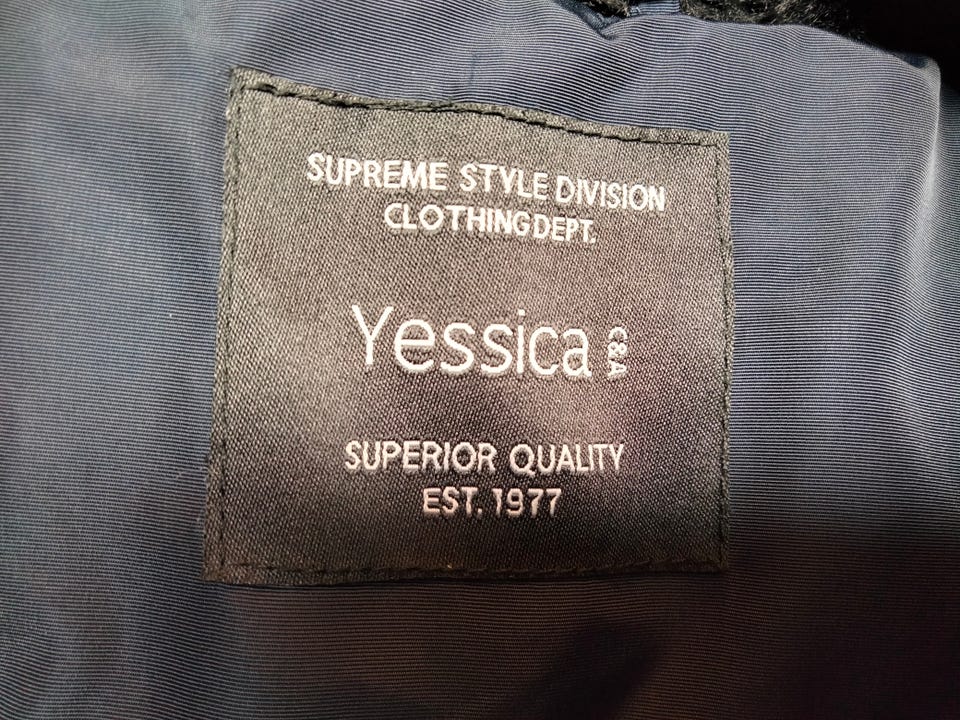 SUPREME STYLE DIVISION
CLOTHING DEPT.
Yessica C&A
SUPERIOR QUALITY
EST. 1977